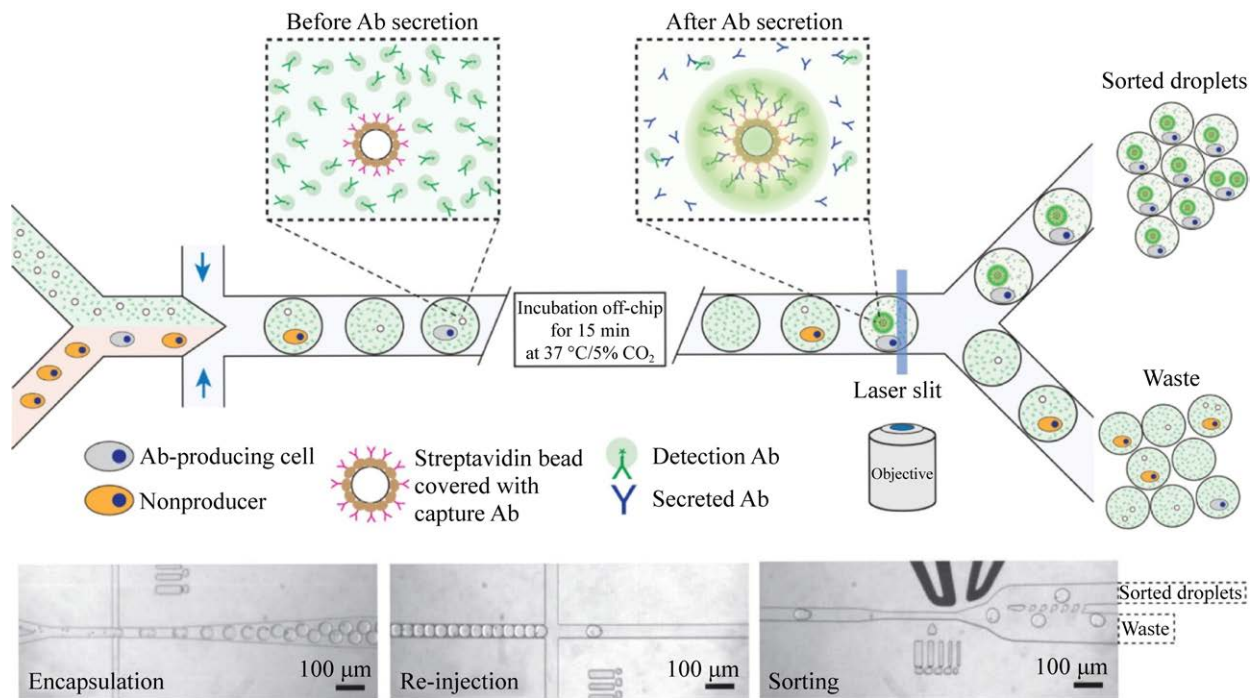 Before Ab secretion
After Ab secretion
Sorted droplets
Incubation off-chip
for 15 min
at 37 °C/5% CO₂
Laser slit
Waste
Ab-producing cell
Nonproducer
Streptavidin bead
covered with
capture Ab
Detection Ab
Secreted Ab
Objective
Encapsulation
100 μm
Re-injection
100 μm
Sorting
100 μm
Sorted droplets
Waste